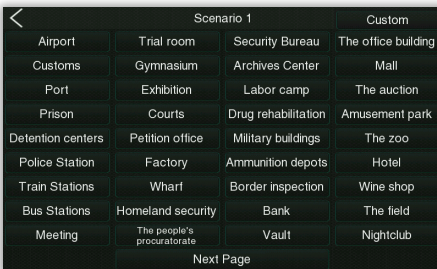 Scenario 1
Custom
Airport
Trial room
Security Bureau
The office building
Customs
Gymnasium
Archives Center
Mall
Port
Exhibition
Labor camp
The auction
Prison
Courts
Drug rehabilitation
Amusement park
Detention centers
Petition office
Military buildings
The zoo
Police Station
Factory
Ammunition depots
Hotel
Train Stations
Wharf
Border inspection
Wine shop
Bus Stations
Homeland security
Bank
The field
Meeting
The people's
procuratorate
Vault
Nightclub
Next Page